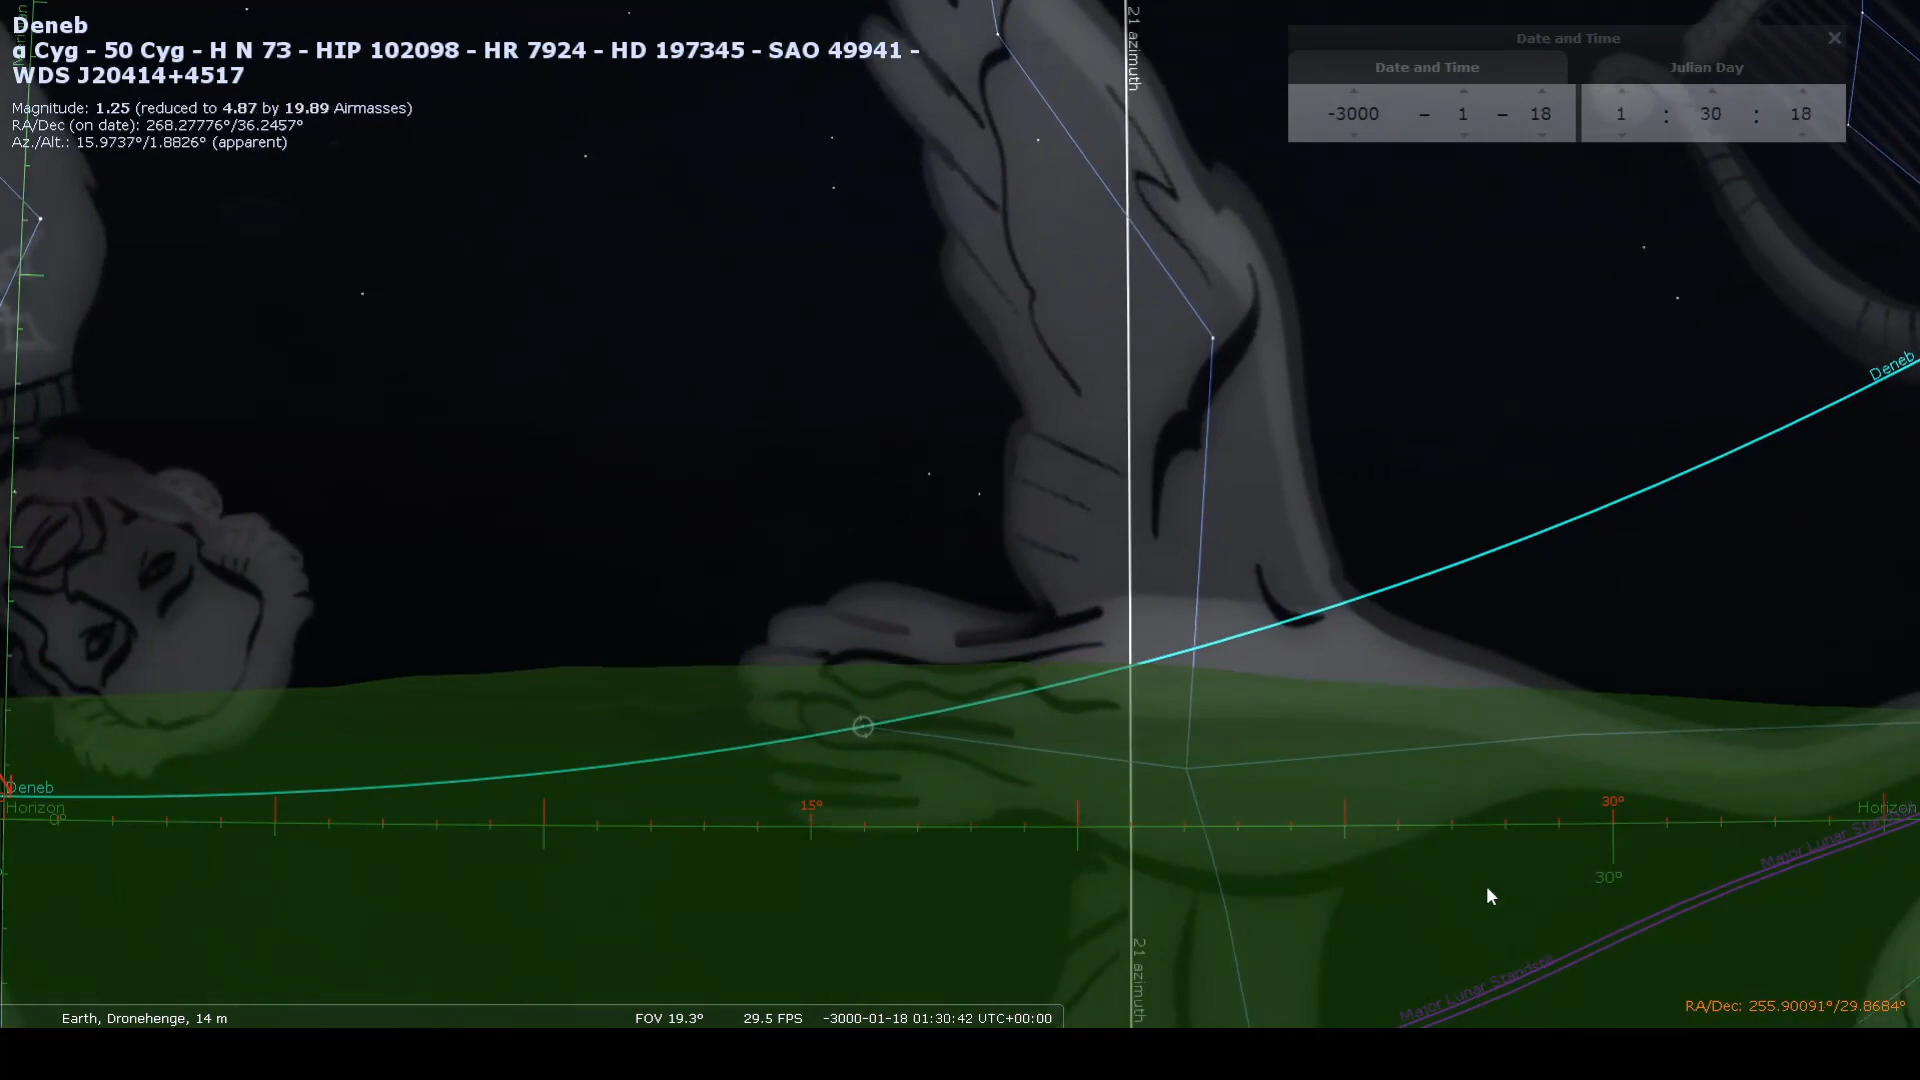 Deneb
α Cyg - 50 Cyg - H N 73 - HIP 102098 - HR 7924 - HD 197345 - SAO 49941 -
WDS J20414+4517
Magnitude: 1.25 (reduced to 4.87 by 19.89 Airmasses)
RA/Dec (on date): 268.27776°/36.2457°
Az./Alt.: 15.9737°/1.8826° (apparent)
21 azimuth
Date and Time
Date and Time
Julian Day
-3000 - 1 - 18 1 : 30 : 18
Deneb
Deneb
Horizon
0°
15°
30°
Horizon
Major Lunar Standstill
30°
21 azimuth
Major Lunar Standstill
RA/Dec: 255.90091°/29.8684°
Earth, Dronehenge, 14 m
FOV 19.3°
29.5 FPS
-3000-01-18 01:30:42 UTC+00:00